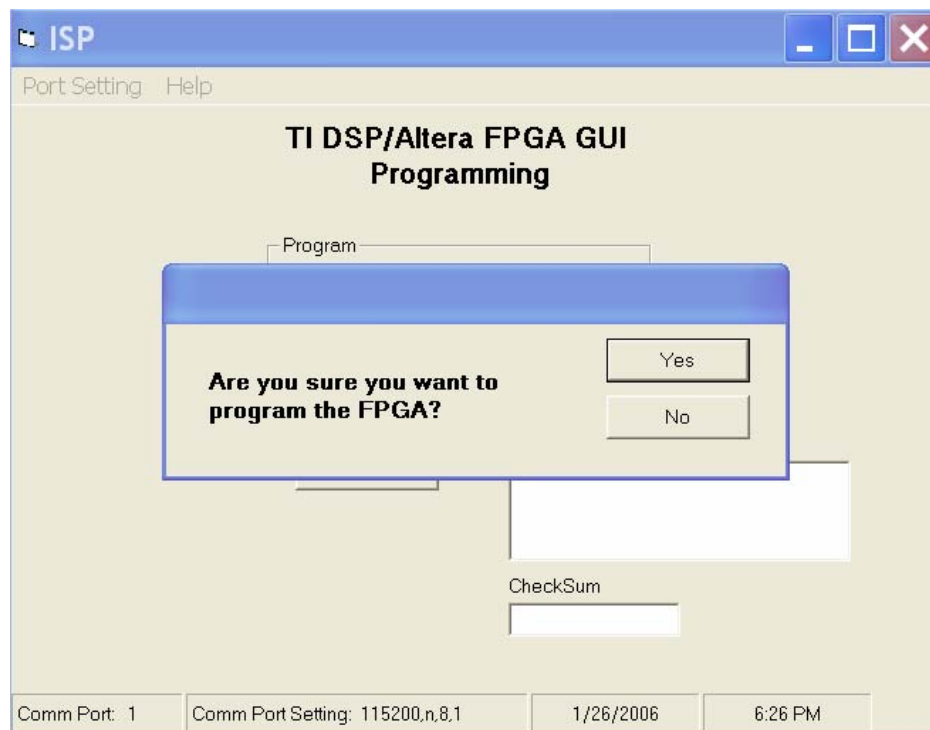 ISP
Port Setting Help
TI DSP/Altera FPGA GUI
Programming
Program
Are you sure you want to
program the FPGA?
Yes
No
CheckSum
Comm Port: 1
Comm Port Setting: 115200,n,8,1
1/26/2006
6:26 PM